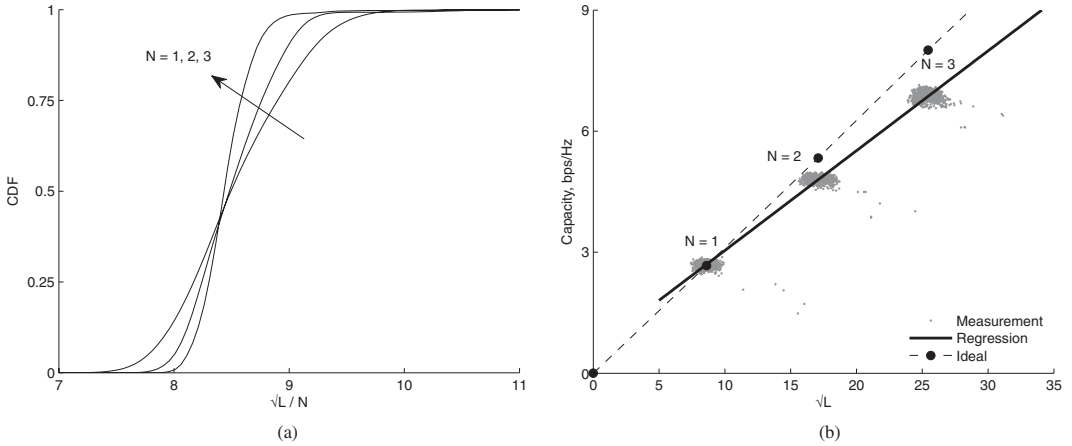 1
0.75
0.5
0.25
0
CDF
N = 1, 2, 3
7
8
9
10
11
√L / N
(a)
9
6
3
0
Capacity, bps/Hz
N = 3
N = 2
N = 1
Measurement
Regression
Ideal
0
5
10
15
20
25
30
35
√L
(b)